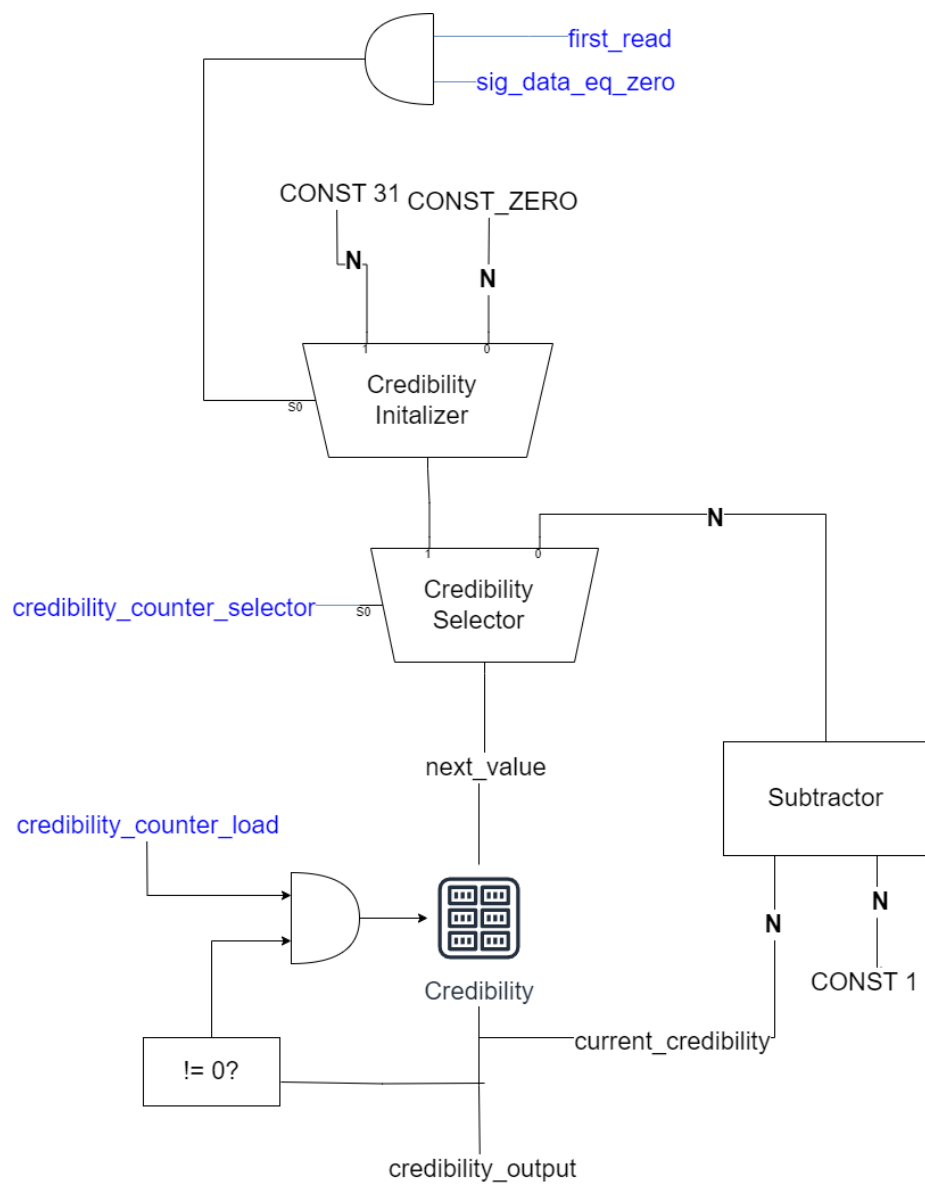 first_read
sig_data_eq_zero
CONST 31
CONST_ZERO
N
N
1
0
Credibility
Initalizer
S0
N
1
0
Credibility
Selector
credibility_counter_selector
S0
next_value
Subtractor
credibility_counter_load
N
N
CONST 1
Credibility
current_credibility
!= 0?
credibility_output